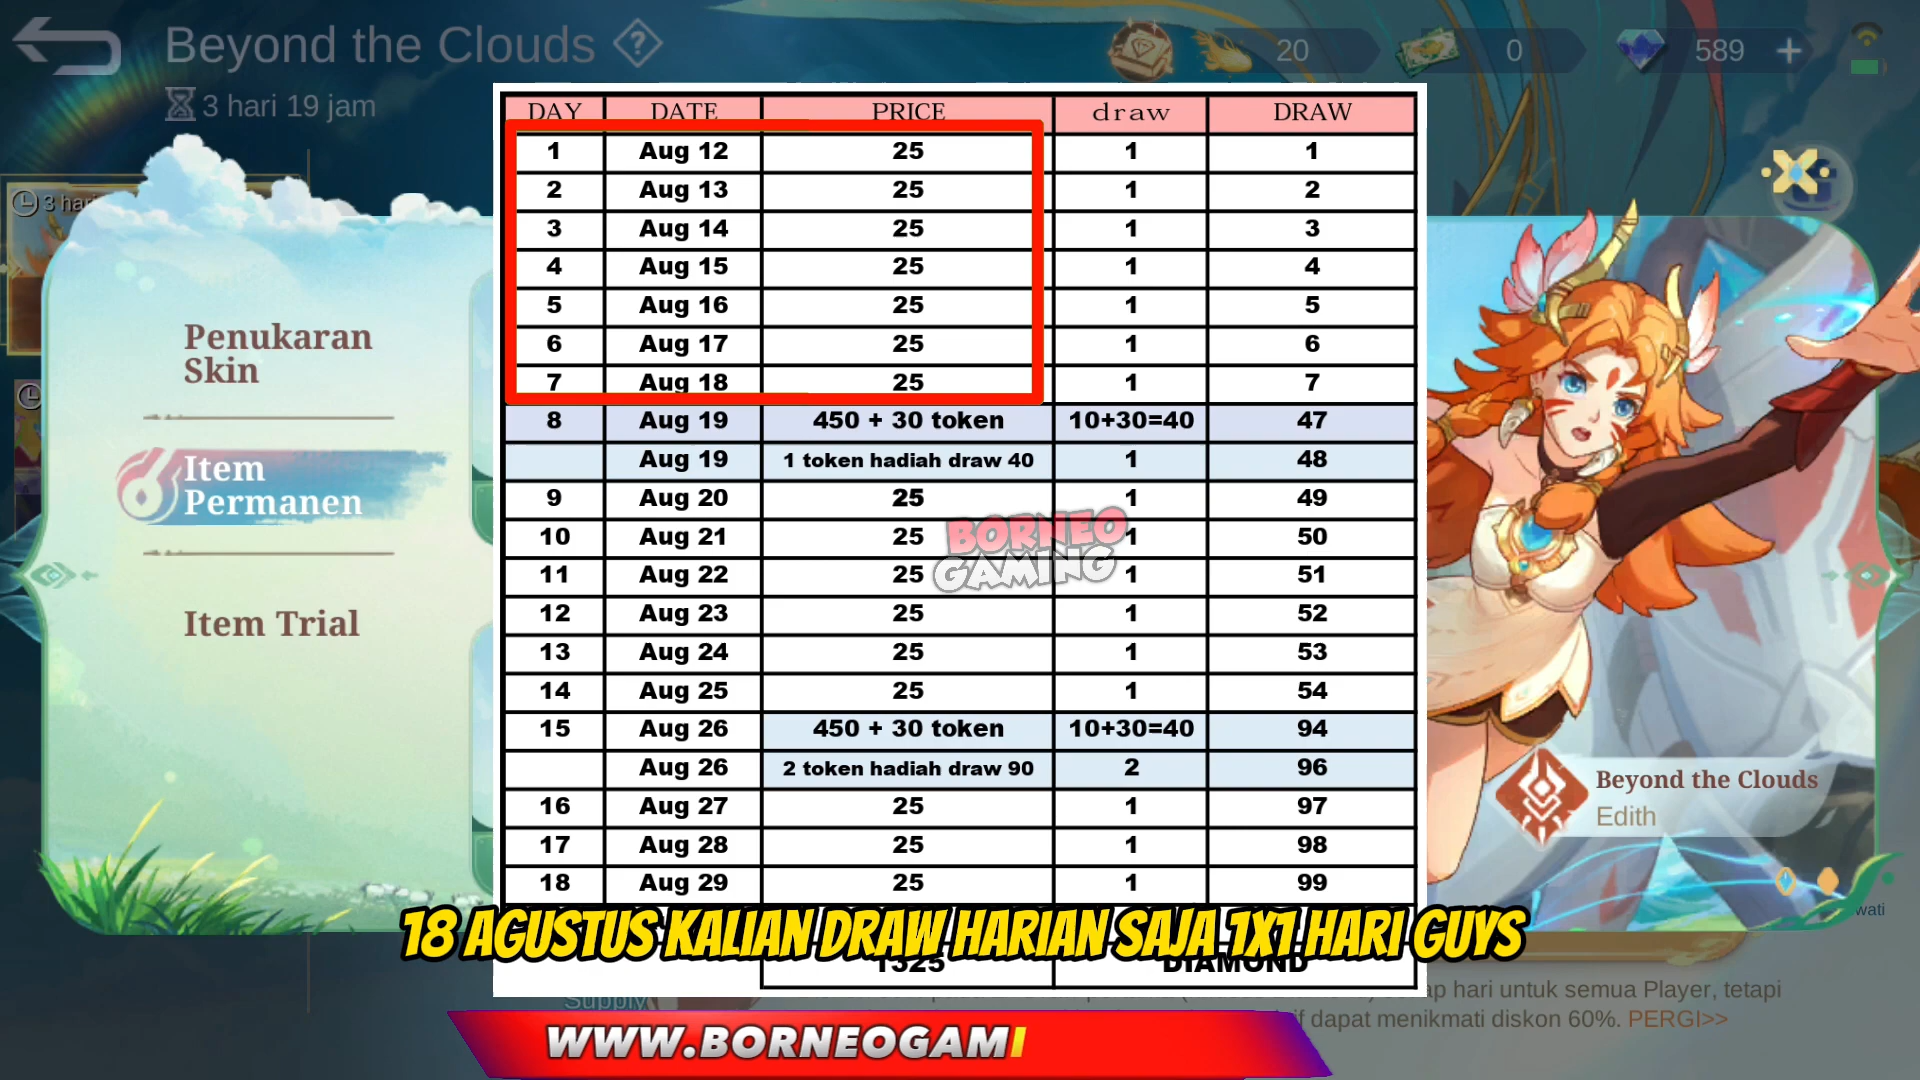 Beyond the Clouds ?
20 0 589 +
3 hari 19 jam
DAY DATE PRICE draw DRAW
1 Aug 12 25 1 1
2 Aug 13 25 1 2
3 Aug 14 25 1 3
4 Aug 15 25 1 4
5 Aug 16 25 1 5
6 Aug 17 25 1 6
7 Aug 18 25 1 7
8 Aug 19 450 + 30 token 10+30=40 47
Aug 19 1 token hadiah draw 40 1 48
9 Aug 20 25 1 49
10 Aug 21 25 1 50
11 Aug 22 25 1 51
12 Aug 23 25 1 52
13 Aug 24 25 1 53
14 Aug 25 25 1 54
15 Aug 26 450 + 30 token 10+30=40 94
Aug 26 2 token hadiah draw 90 2 96
16 Aug 27 25 1 97
17 Aug 28 25 1 98
18 Aug 29 25 1 99
1325 DIAMOND
3 hari
Penukaran
Skin
Item
Permanen
Item Trial
BORNEO
GAMING
Beyond the Clouds
Edith
wati
18 AGUSTUS KALIAN DRAW HARIAN SAJA 1X1 HARI GUYS
Supply
ap hari untuk semua Player, tetapi
if dapat menikmati diskon 60%. PERGI>>
WWW.BORNEOGAMI